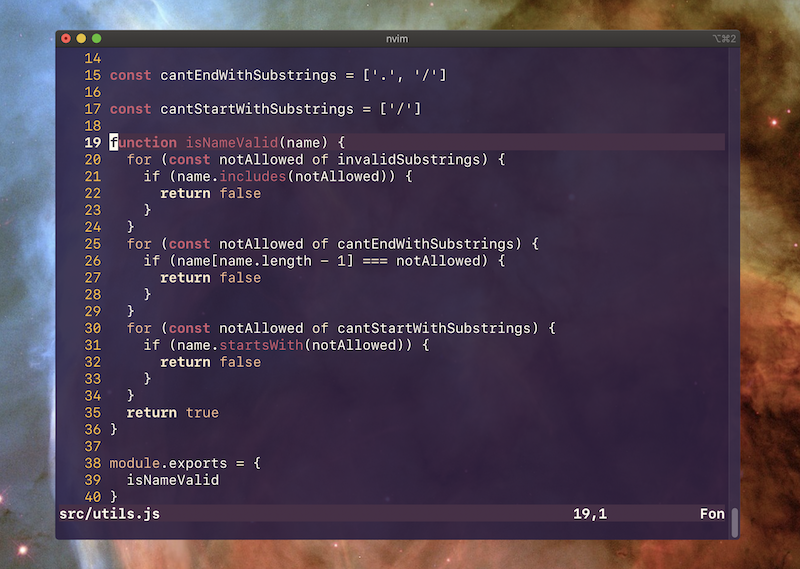 nvim
⌥⌘2
14
15 const cantEndWithSubstrings = ['.', '/']
16
17 const cantStartWithSubstrings = ['/']
18
19 function isNameValid(name) {
20   for (const notAllowed of invalidSubstrings) {
21     if (name.includes(notAllowed)) {
22       return false
23     }
24   }
25   for (const notAllowed of cantEndWithSubstrings) {
26     if (name[name.length - 1] === notAllowed) {
27       return false
28     }
29   }
30   for (const notAllowed of cantStartWithSubstrings) {
31     if (name.startsWith(notAllowed)) {
32       return false
33     }
34   }
35   return true
36 }
37
38 module.exports = {
39   isNameValid
40 }
src/utils.js 19,1 Fon